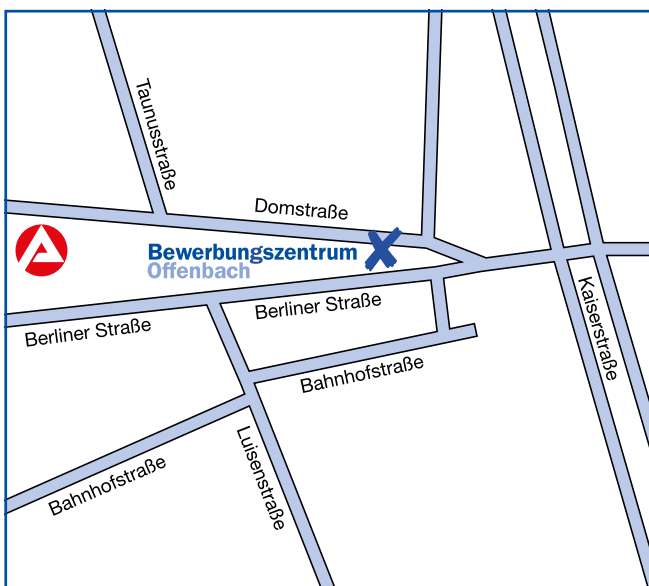 Taunusstraße
Domstraße
Bewerbungszentrum
Offenbach
Berliner Straße
Berliner Straße
Kaiserstraße
Bahnhofstraße
Luisenstraße
Bahnhofstraße